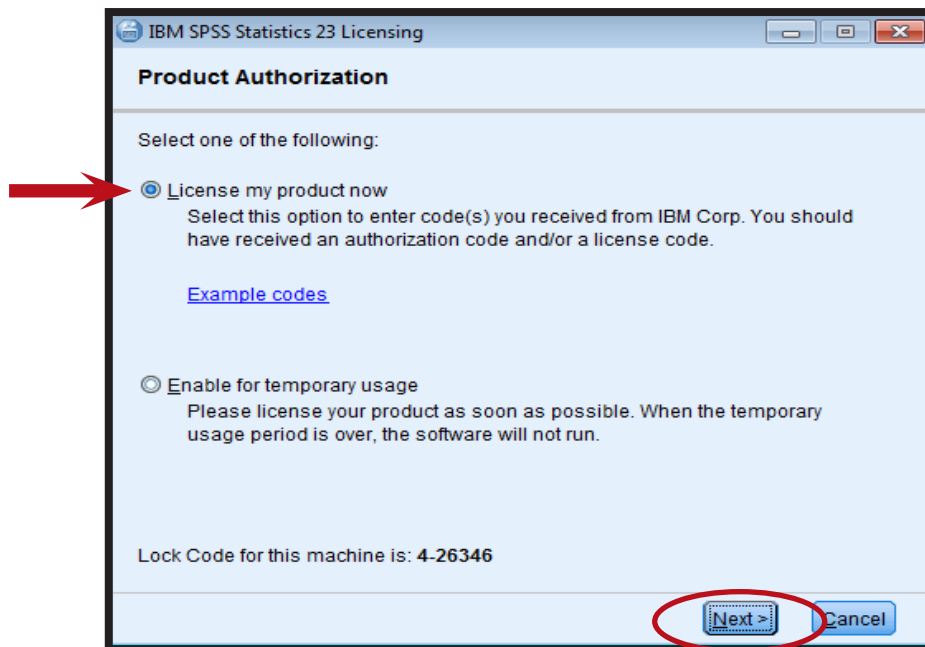 IBM SPSS Statistics 23 Licensing
Product Authorization
Select one of the following:
License my product now
Select this option to enter code(s) you received from IBM Corp. You should
have received an authorization code and/or a license code.
Example codes
Enable for temporary usage
Please license your product as soon as possible. When the temporary
usage period is over, the software will not run.
Lock Code for this machine is: 4-26346
Next > Cancel